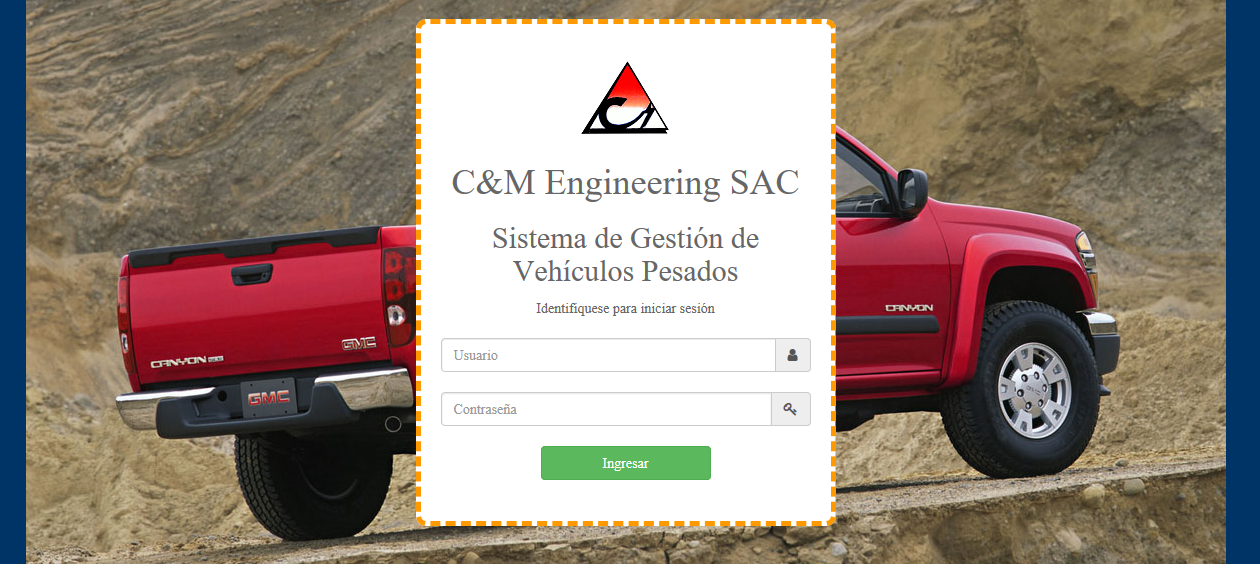 C&M Engineering SAC
Sistema de Gestión de
Vehículos Pesados
Identifíquese para iniciar sesión
Usuario
Contraseña
Ingresar
CANYON
GMC
CANYON
GMC